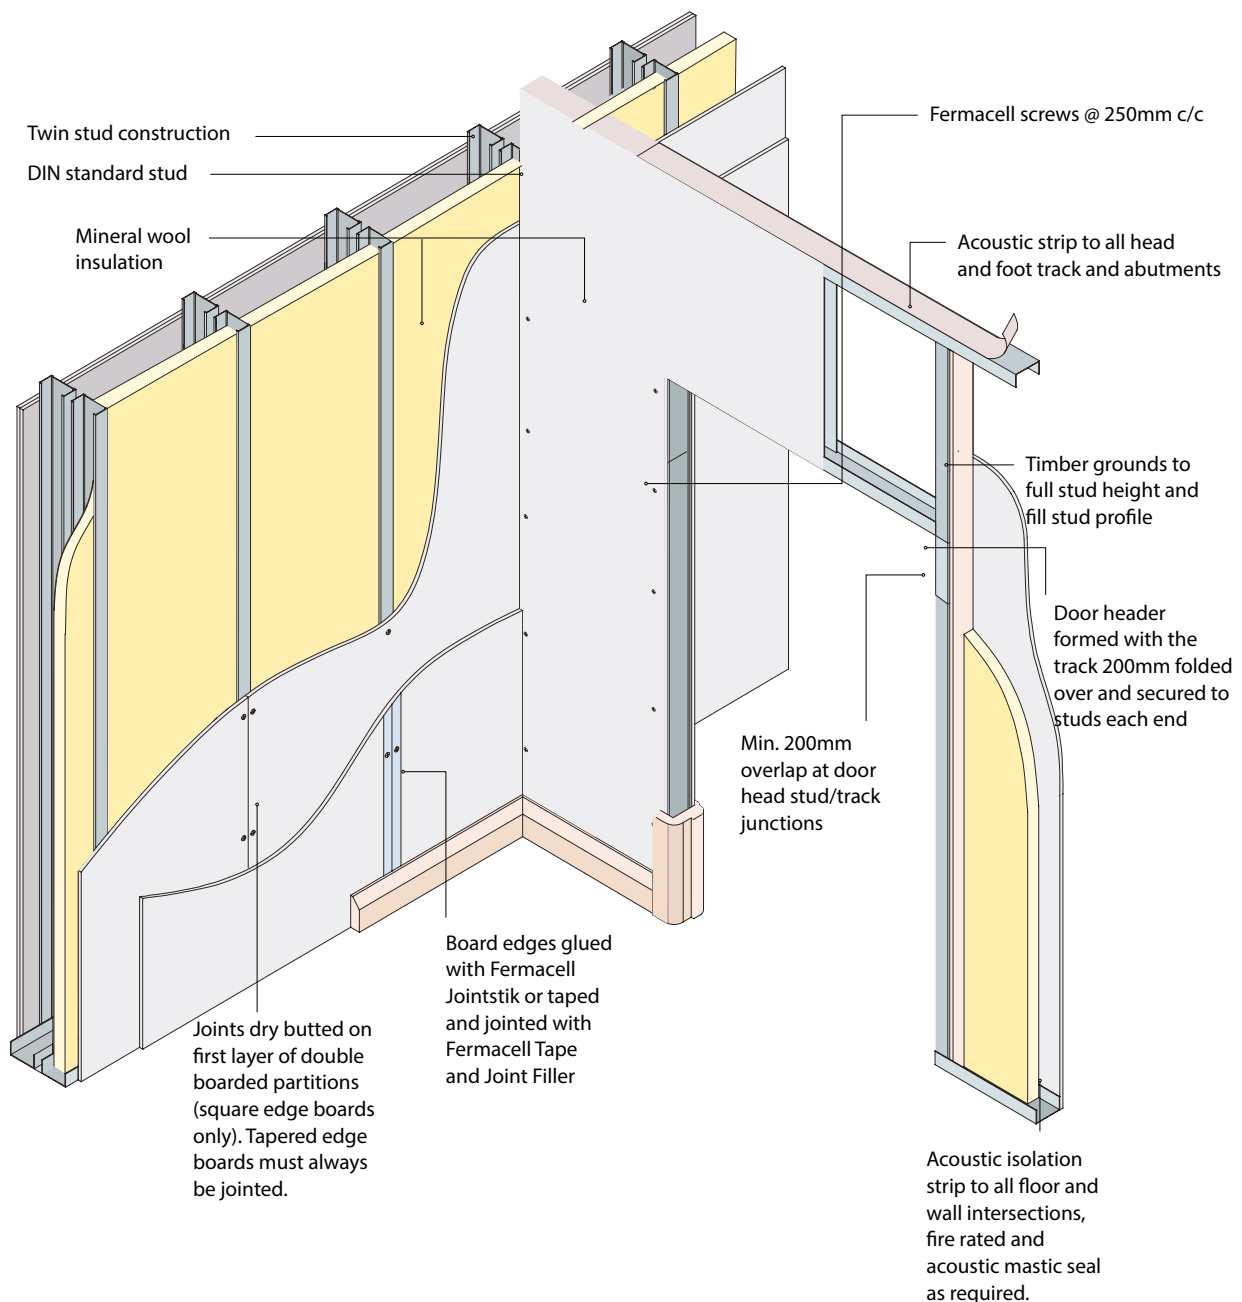 Twin stud construction
DIN standard stud
Mineral wool
insulation
Fermacell screws @ 250mm c/c
Acoustic strip to all head
and foot track and abutments
Timber grounds to
full stud height and
fill stud profile
Door header
formed with the
track 200mm folded
over and secured to
studs each end
Min. 200mm
overlap at door
head stud/track
junctions
Board edges glued
with Fermacell
Jointstik or taped
and jointed with
Fermacell Tape
and Joint Filler
Joints dry butted on
first layer of double
boarded partitions
(square edge boards
only). Tapered edge
boards must always
be jointed.
Acoustic isolation
strip to all floor and
wall intersections,
fire rated and
acoustic mastic seal
as required.